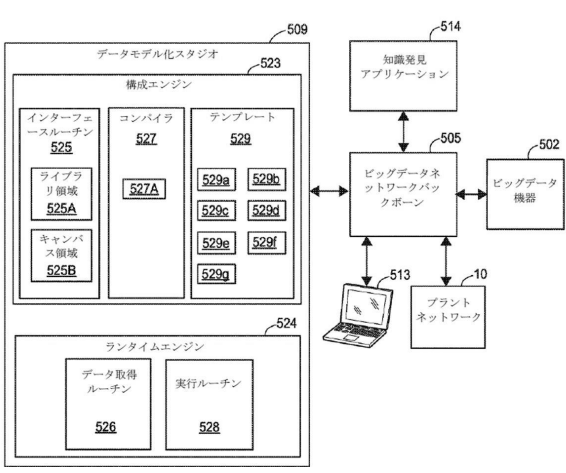 509
データモデル化スタジオ
523
構成エンジン
インターフェ
ースルーチン
525
ライブラ
リ領域
525A
キャンバ
ス領域
525B
コンパイラ
527
527A
テンプレート
529
529a
529b
529c
529d
529e
529f
529g
524
ランタイムエンジン
データ取得
ルーチン
526
実行ルーチン
528
514
知識発見
アプリケーション
505
ビッグデータネ
ットワークバック
ボーン
502
ビッグデータ
機器
513
10
プラント
ネットワーク